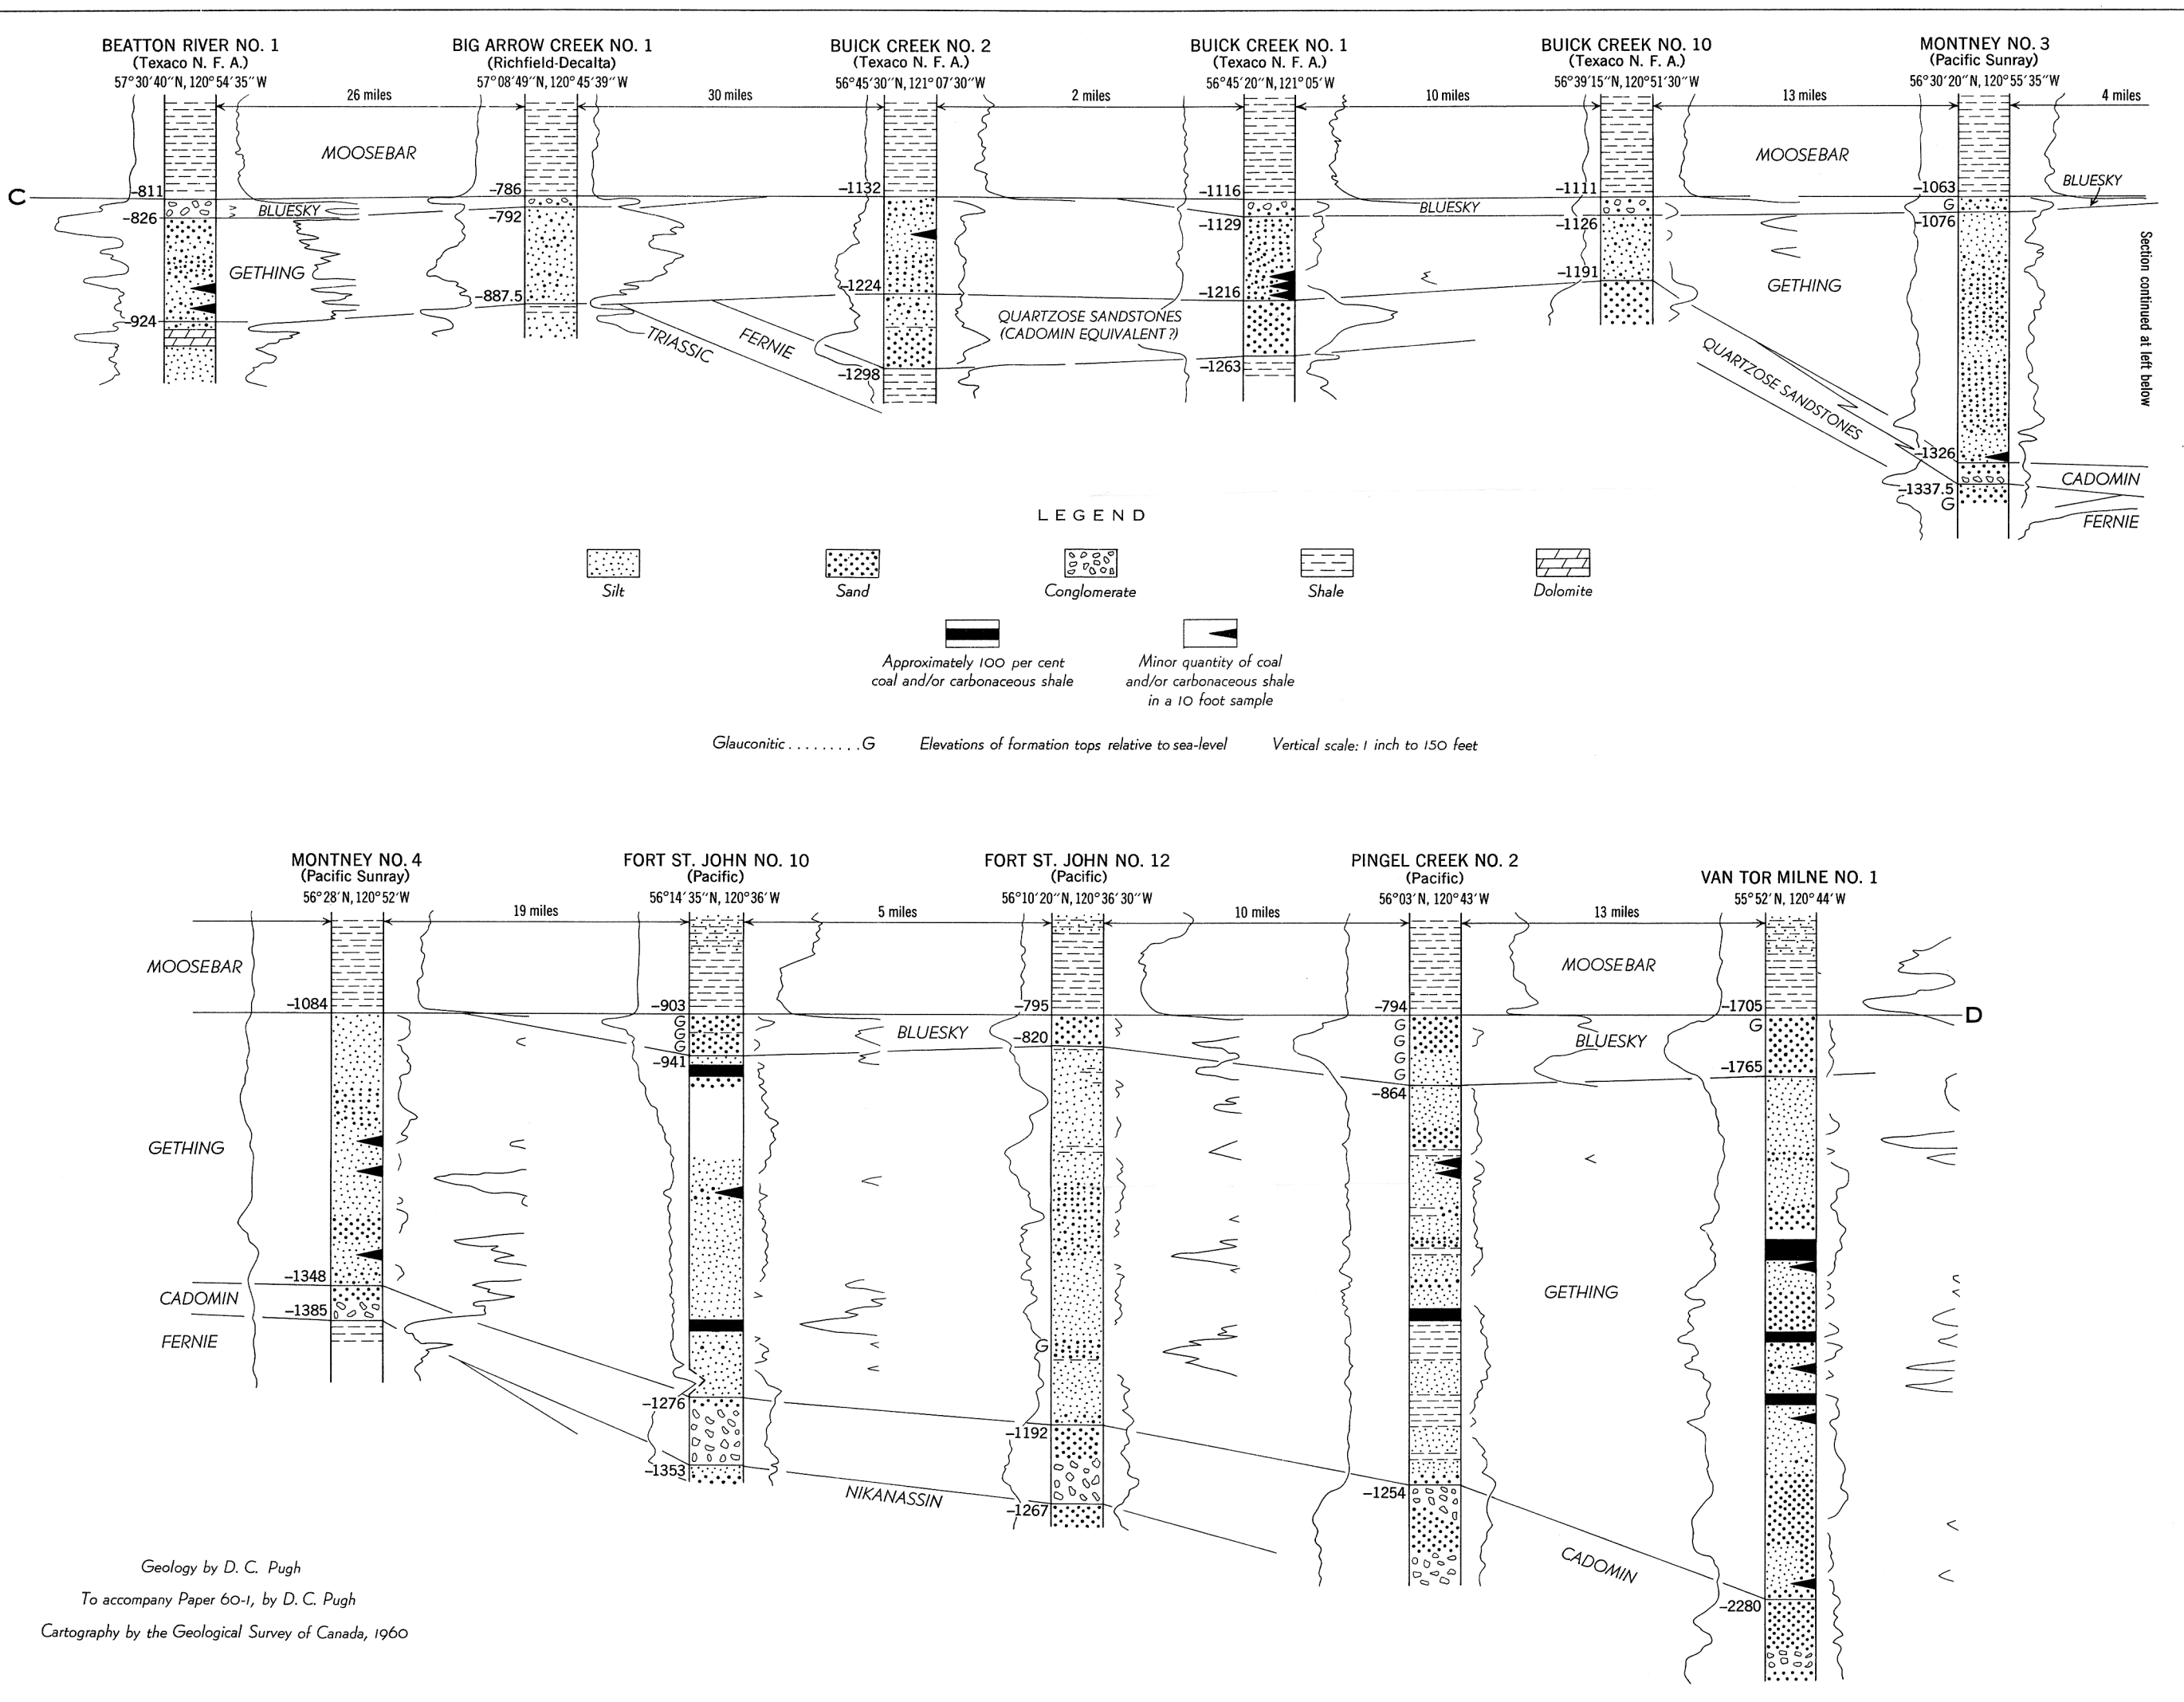 BEATTON RIVER NO. 1
(Texaco N. F. A.)
57°30′40″N, 120°54′35″W
26 miles
BIG ARROW CREEK NO. 1
(Richfield-Decalta)
57°08′49″N, 120°45′39″W
30 miles
BUICK CREEK NO. 2
(Texaco N. F. A.)
56°45′30″N, 121°07′30″W
2 miles
BUICK CREEK NO. 1
(Texaco N. F. A.)
56°45′20″N, 121°05′W
10 miles
BUICK CREEK NO. 10
(Texaco N. F. A.)
56°39′15″N, 120°51′30″W
13 miles
MONTNEY NO. 3
(Pacific Sunray)
56°30′20″N, 120°55′35″W
4 miles
MOOSEBAR
MOOSEBAR
C
-811
-786
-1132
-1116
-1111
-1063
BLUESKY
-826
BLUESKY
-792
-1129
BLUESKY
-1126
G
-1076
GETHING
-924
-887.5
-1224
-1216
-1191
GETHING
TRIASSIC
FERNIE
QUARTZOSE SANDSTONES
(CADOMIN EQUIVALENT?)
-1298
-1263
QUARTZOSE SANDSTONES
-1326
-1337.5
G
CADOMIN
FERNIE
Section continued at left below
LEGEND
Silt
Sand
Conglomerate
Shale
Dolomite
Approximately 100 per cent
coal and/or carbonaceous shale
Minor quantity of coal
and/or carbonaceous shale
in a 10 foot sample
Glauconitic.........G
Elevations of formation tops relative to sea-level
Vertical scale: 1 inch to 150 feet
MONTNEY NO. 4
(Pacific Sunray)
56°28′N, 120°52′W
19 miles
FORT ST. JOHN NO. 10
(Pacific)
56°14′35″N, 120°36′W
5 miles
FORT ST. JOHN NO. 12
(Pacific)
56°10′20″N, 120°36′30″W
10 miles
PINGEL CREEK NO. 2
(Pacific)
56°03′N, 120°43′W
13 miles
VAN TOR MILNE NO. 1
55°52′N, 120°44′W
MOOSEBAR
MOOSEBAR
-1084
-903
-795
-794
-1705
D
G
G
G
-941
BLUESKY
-820
G
G
G
G
-864
BLUESKY
G
-1765
GETHING
GETHING
G
-1348
CADOMIN
-1385
FERNIE
-1276
-1353
-1192
NIKANASSIN
-1267
-1254
CADOMIN
-2280
Geology by D. C. Pugh
To accompany Paper 60-1, by D. C. Pugh
Cartography by the Geological Survey of Canada, 1960